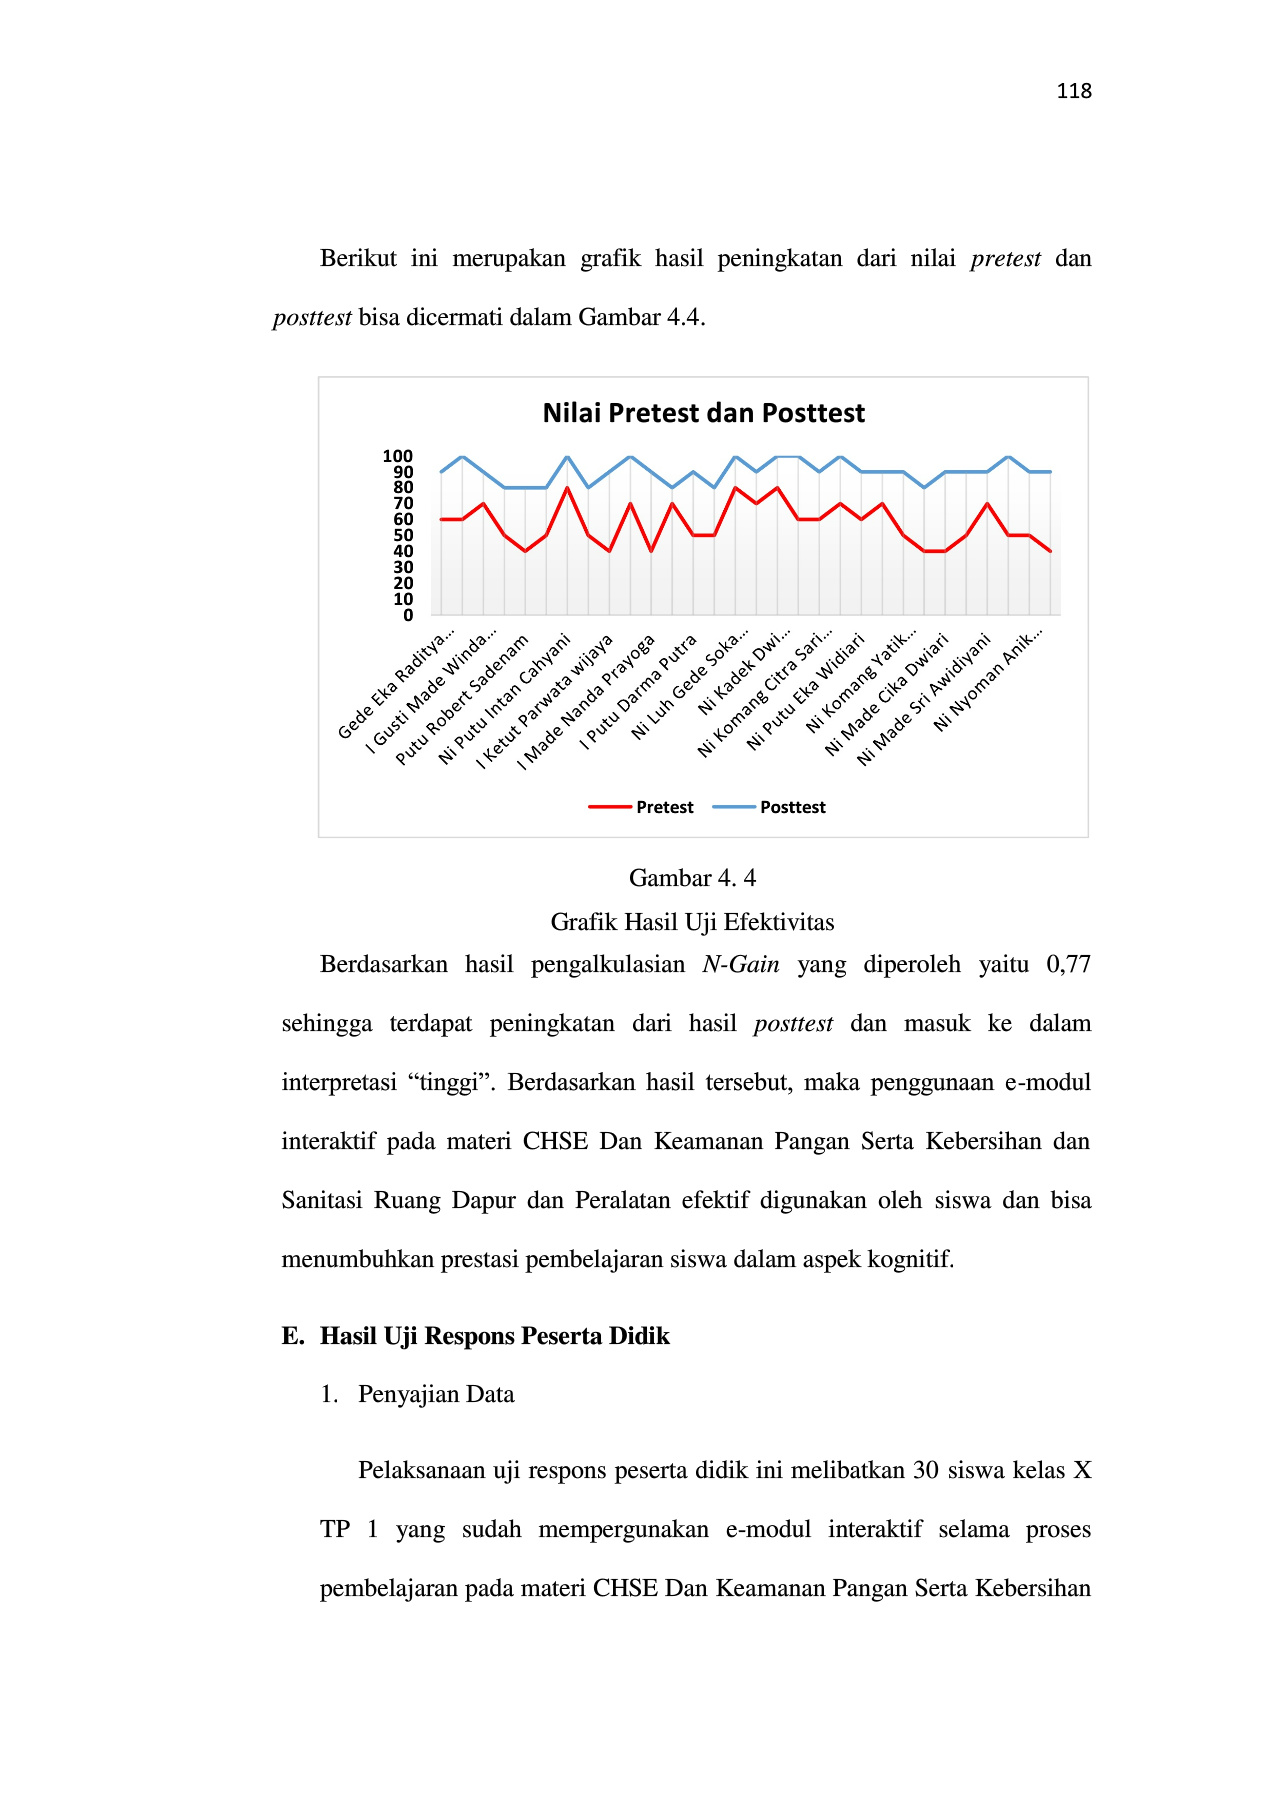 118
Berikut ini merupakan grafik hasil peningkatan dari nilai pretest dan
posttest bisa dicermati dalam Gambar 4.4.
Nilai Pretest dan Posttest
100
90
80
70
60
50
40
30
20
10
0
Gede Eka Raditya...
I Gusti Made Winda...
Putu Robert Sadenam
Ni Putu Intan Cahyani
I Ketut Parwata wijaya
I Made Nanda Prayoga
I Putu Darma Putra
Ni Luh Gede Soka...
Ni Kadek Dwi...
Ni Komang Citra Sari...
Ni Putu Eka Widiari
Ni Komang Yatik...
Ni Made Cika Dwiari
Ni Made Sri Awidiyani
Ni Nyoman Anik...
Pretest Posttest
Gambar 4. 4
Grafik Hasil Uji Efektivitas
Berdasarkan hasil pengalkulasian N-Gain yang diperoleh yaitu 0,77
sehingga terdapat peningkatan dari hasil posttest dan masuk ke dalam
interpretasi “tinggi”. Berdasarkan hasil tersebut, maka penggunaan e-modul
interaktif pada materi CHSE Dan Keamanan Pangan Serta Kebersihan dan
Sanitasi Ruang Dapur dan Peralatan efektif digunakan oleh siswa dan bisa
menumbuhkan prestasi pembelajaran siswa dalam aspek kognitif.
E. Hasil Uji Respons Peserta Didik
1. Penyajian Data
Pelaksanaan uji respons peserta didik ini melibatkan 30 siswa kelas X
TP 1 yang sudah mempergunakan e-modul interaktif selama proses
pembelajaran pada materi CHSE Dan Keamanan Pangan Serta Kebersihan